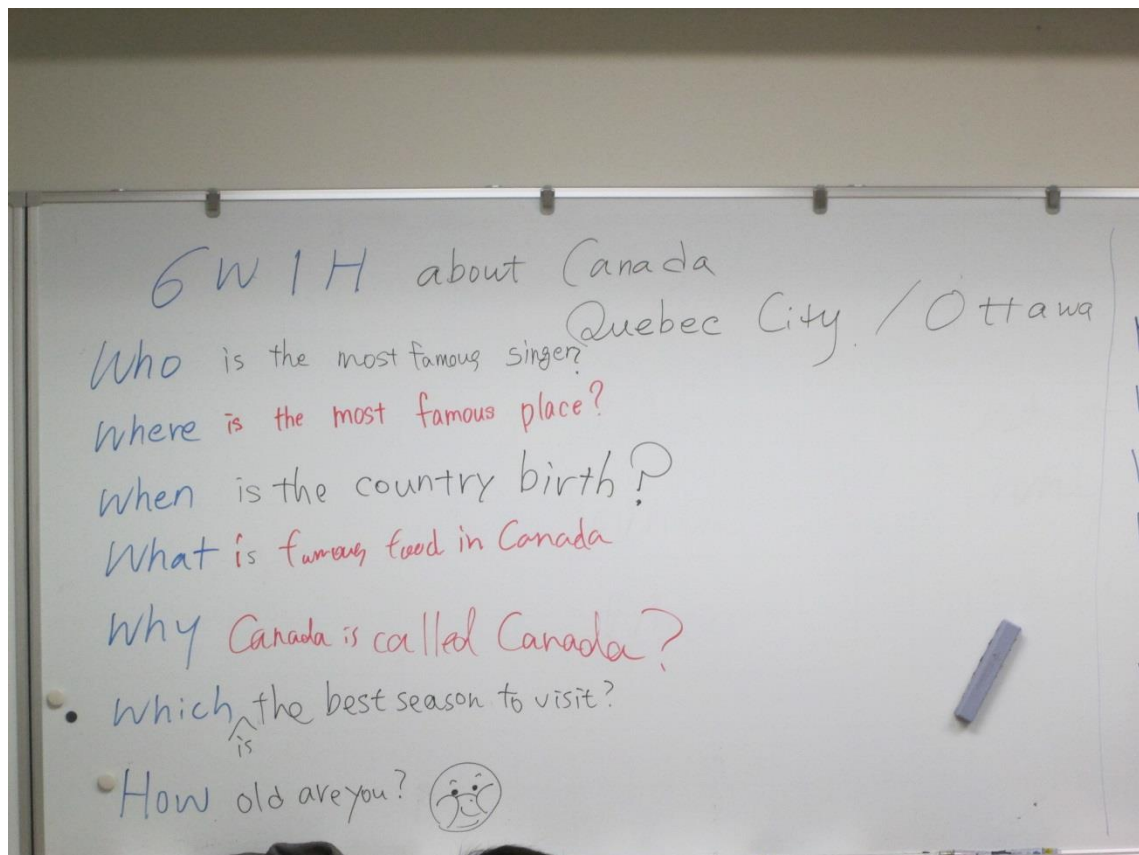 6W1H about Canada
Quebec City / Ottawa
Who is the most famous singer?
Where is the most famous place?
When is the country birth?
What is famous food in Canada
Why Canada is called Canada?
Which is the best season to visit?
How old are you?